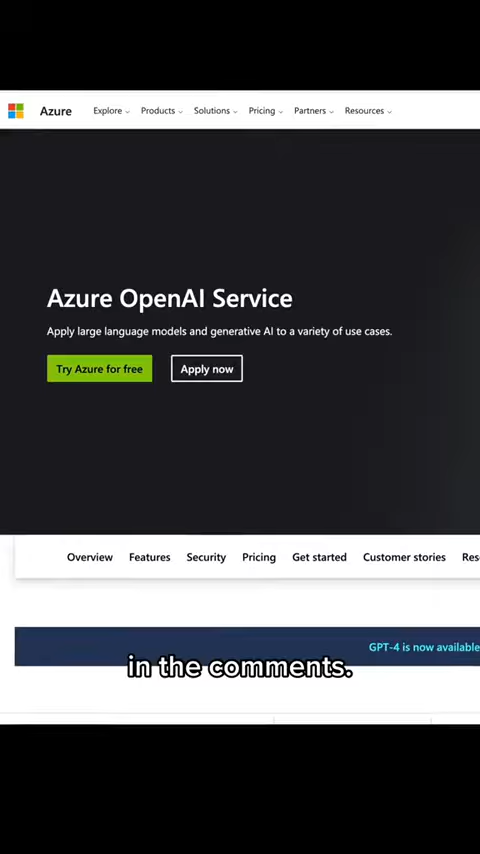 Azure Explore Products Solutions Pricing Partners Resources
Azure OpenAI Service
Apply large language models and generative AI to a variety of use cases.
Try Azure for free Apply now
Overview Features Security Pricing Get started Customer stories Res
GPT-4 is now available
in the comments.